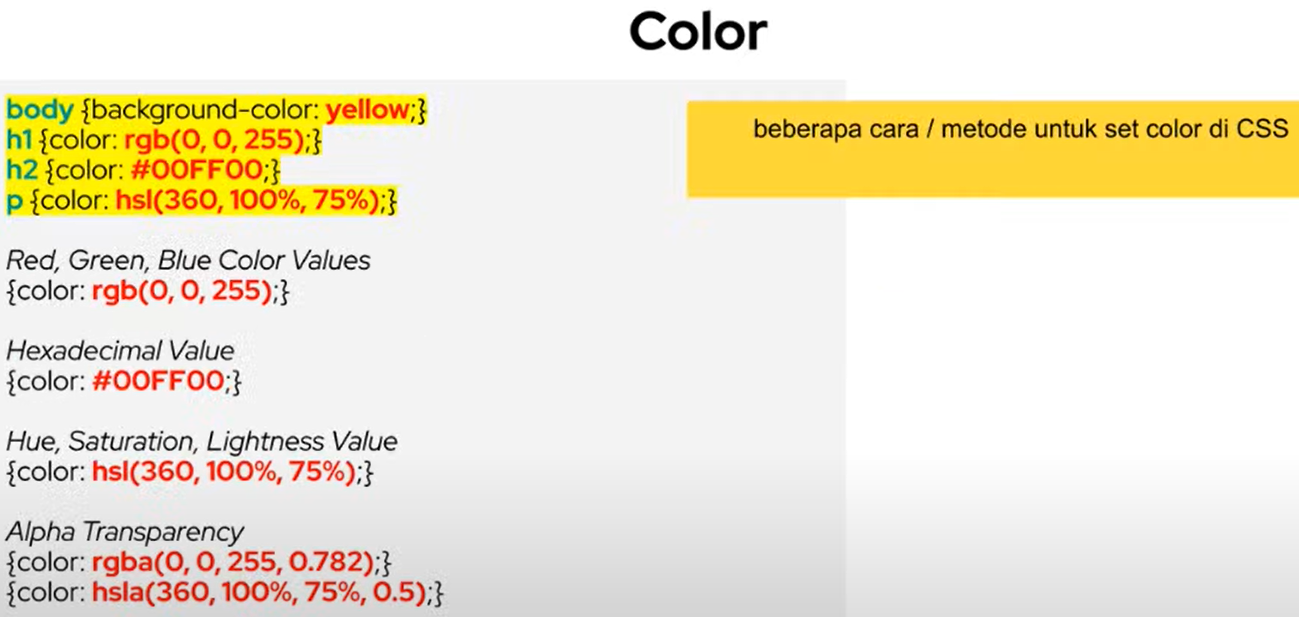 Color
body {background-color: yellow;}
h1 {color: rgb(0, 0, 255);}
h2 {color: #00FF00;}
p {color: hsl(360, 100%, 75%);}
beberapa cara / metode untuk set color di CSS
Red, Green, Blue Color Values
{color: rgb(0, 0, 255);}
Hexadecimal Value
{color: #00FF00;}
Hue, Saturation, Lightness Value
{color: hsl(360, 100%, 75%);}
Alpha Transparency
{color: rgba(0, 0, 255, 0.782);}
{color: hsla(360, 100%, 75%, 0.5);}